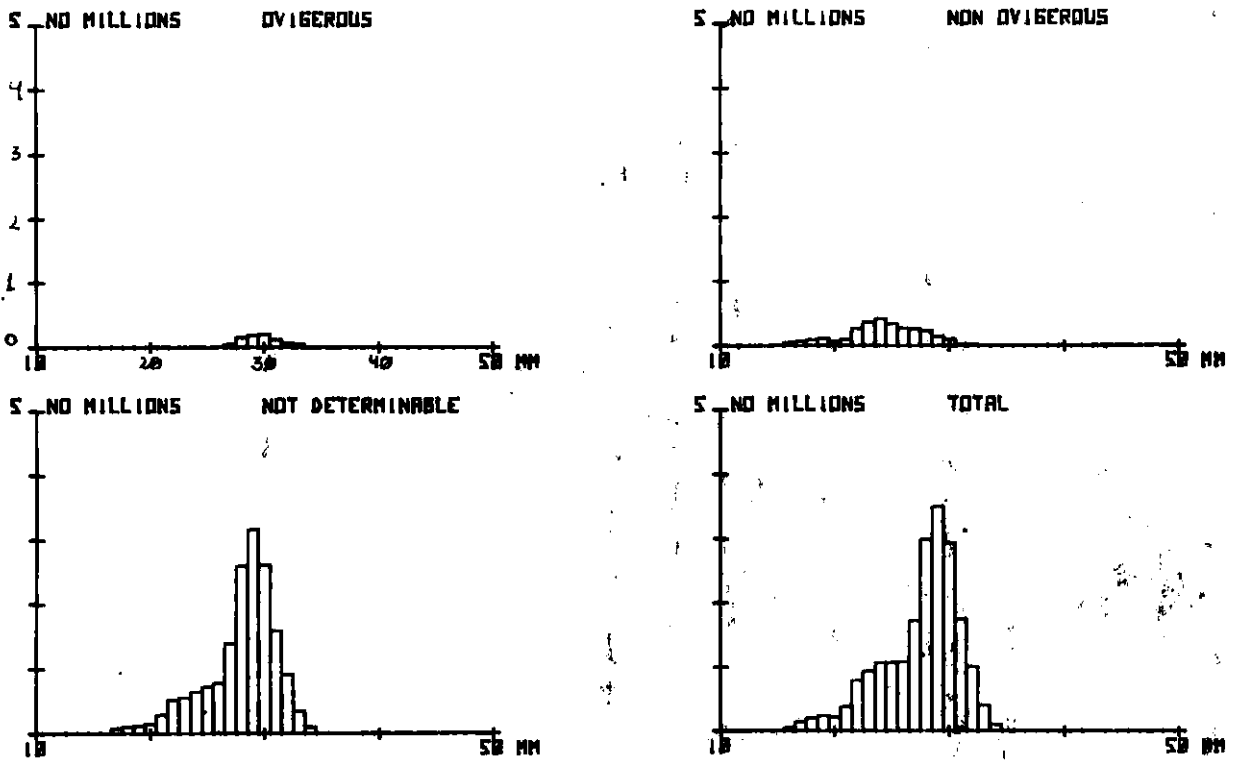 5 NO MILLIONS OVIGEROUS
4
3
2
1
0
10 20 30 40 50 MM
5 NO MILLIONS NON OVIGEROUS
10 50 MM
5 NO MILLIONS NOT DETERMINABLE
10 50 MM
5 NO MILLIONS TOTAL
10 50 MM